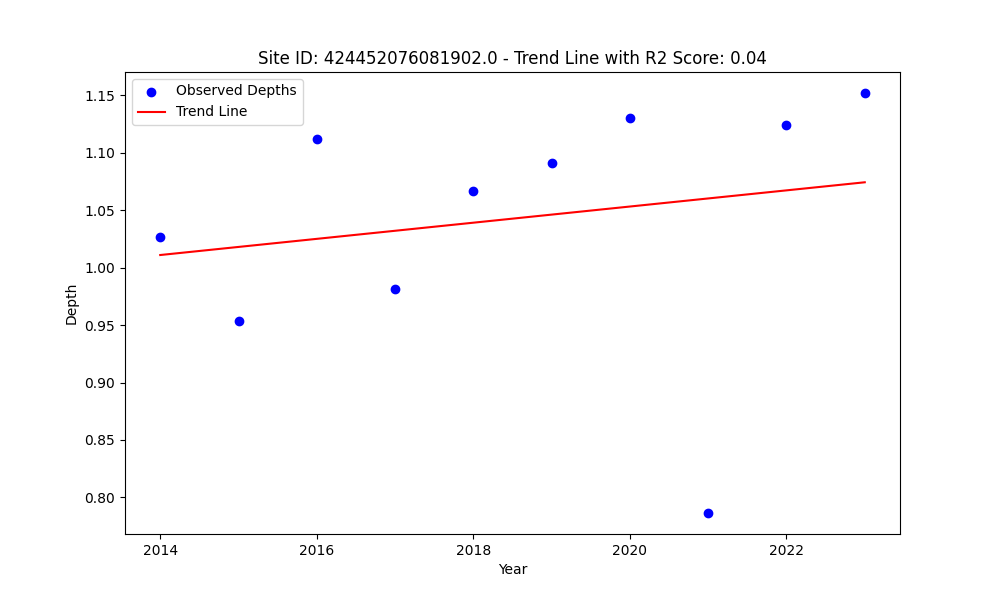 Site ID: 424452076081902.0 - Trend Line with R2 Score: 0.04
Observed Depths
Trend Line
1.15
1.10
1.05
1.00
0.95
0.90
0.85
0.80
Depth
2014 2016 2018 2020 2022
Year